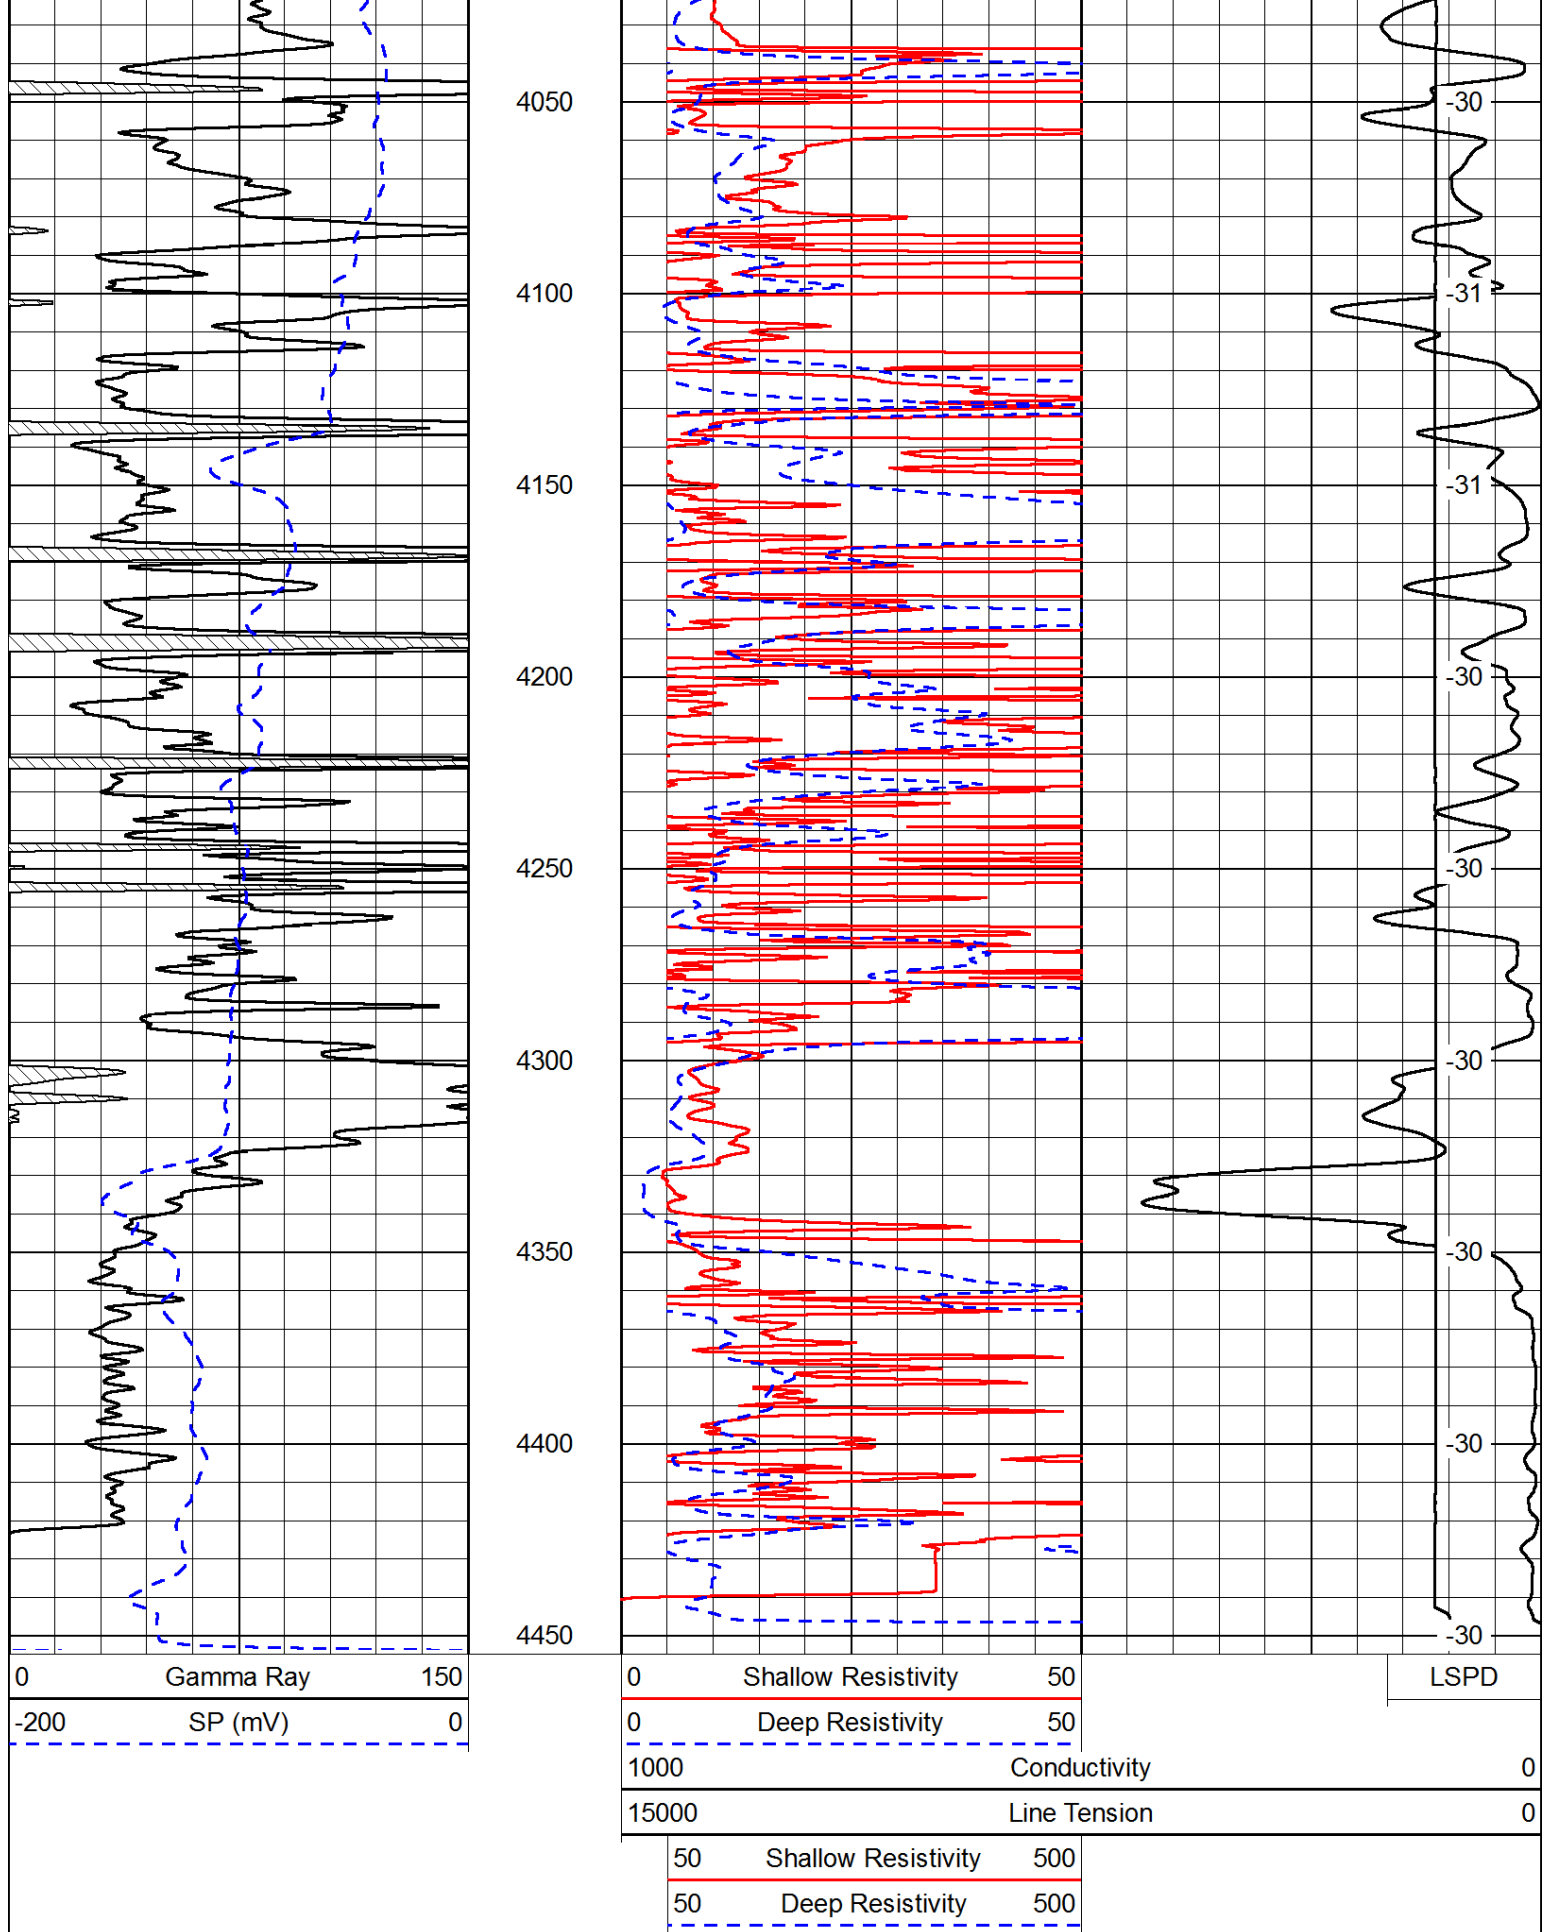 4050 -30
4100 -31
4150 -31
4200 -30
4250 -30
4300 -30
4350 -30
4400 -30
4450 -30
0 Gamma Ray 150 0 Shallow Resistivity 50 LSPD
-200 SP (mV) 0 0 Deep Resistivity 50
1000 Conductivity 0
15000 Line Tension 0
50 Shallow Resistivity 500
50 Deep Resistivity 500